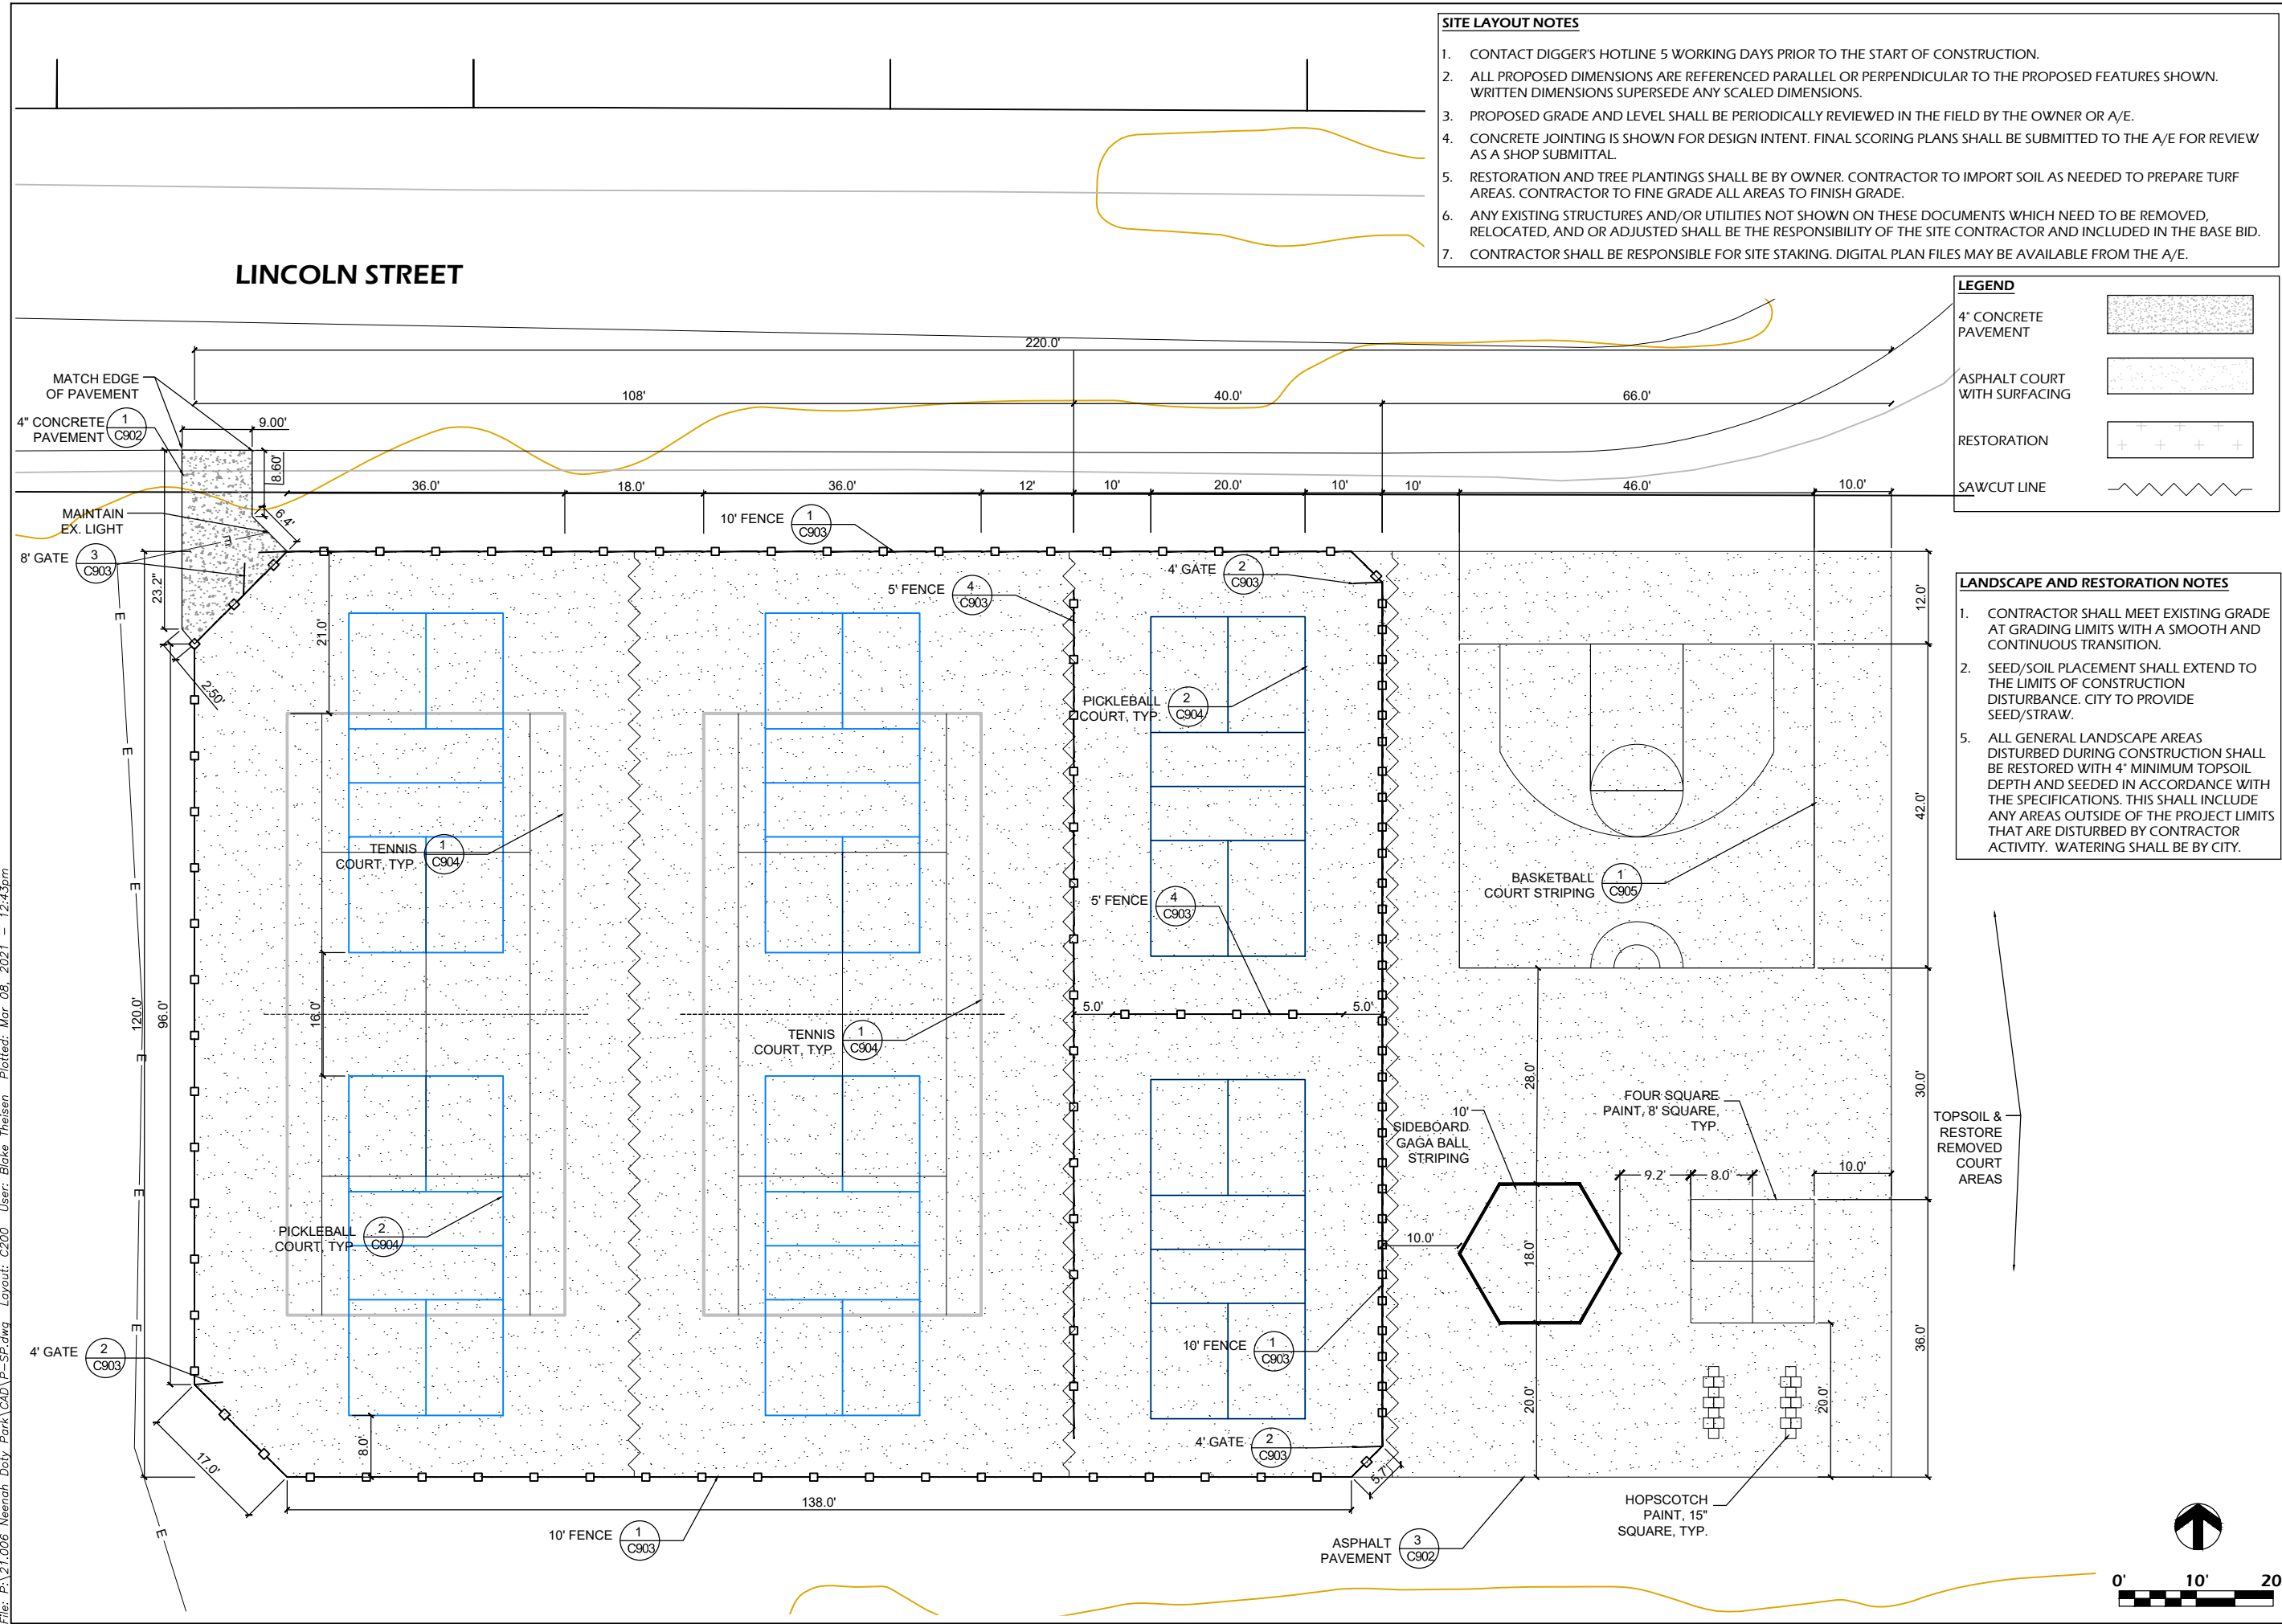 SITE LAYOUT NOTES
1. CONTACT DIGGER'S HOTLINE 5 WORKING DAYS PRIOR TO THE START OF CONSTRUCTION.
2. ALL PROPOSED DIMENSIONS ARE REFERENCED PARALLEL OR PERPENDICULAR TO THE PROPOSED FEATURES SHOWN.
WRITTEN DIMENSIONS SUPERSEDE ANY SCALED DIMENSIONS.
3. PROPOSED GRADE AND LEVEL SHALL BE PERIODICALLY REVIEWED IN THE FIELD BY THE OWNER OR A/E.
4. CONCRETE JOINTING IS SHOWN FOR DESIGN INTENT. FINAL SCORING PLANS SHALL BE SUBMITTED TO THE A/E FOR REVIEW
AS A SHOP SUBMITTAL.
5. RESTORATION AND TREE PLANTINGS SHALL BE BY OWNER. CONTRACTOR TO IMPORT SOIL AS NEEDED TO PREPARE TURF
AREAS. CONTRACTOR TO FINE GRADE ALL AREAS TO FINISH GRADE.
6. ANY EXISTING STRUCTURES AND/OR UTILITIES NOT SHOWN ON THESE DOCUMENTS WHICH NEED TO BE REMOVED,
RELOCATED, AND OR ADJUSTED SHALL BE THE RESPONSIBILITY OF THE SITE CONTRACTOR AND INCLUDED IN THE BASE BID.
7. CONTRACTOR SHALL BE RESPONSIBLE FOR SITE STAKING. DIGITAL PLAN FILES MAY BE AVAILABLE FROM THE A/E.
LINCOLN STREET
LEGEND
4" CONCRETE
PAVEMENT
ASPHALT COURT
WITH SURFACING
RESTORATION
SAWCUT LINE
220.0'
108'
40.0'
66.0'
MATCH EDGE
OF PAVEMENT
4" CONCRETE
PAVEMENT
1
C902
9.00'
8.60'
36.0'
18.0'
36.0'
12'
10'
20.0'
10'
10'
46.0'
10.0'
MAINTAIN
EX. LIGHT
6.4'
E
8' GATE
3
C903
23.2"
10' FENCE
1
C903
5' FENCE
4
C903
4' GATE
2
C903
12.0'
E
21.0'
2.50'
E
PICKLEBALL
COURT, TYP.
2
C904
LANDSCAPE AND RESTORATION NOTES
1. CONTRACTOR SHALL MEET EXISTING GRADE
AT GRADING LIMITS WITH A SMOOTH AND
CONTINUOUS TRANSITION.
2. SEED/SOIL PLACEMENT SHALL EXTEND TO
THE LIMITS OF CONSTRUCTION
DISTURBANCE. CITY TO PROVIDE
SEED/STRAW.
5. ALL GENERAL LANDSCAPE AREAS
DISTURBED DURING CONSTRUCTION SHALL
BE RESTORED WITH 4" MINIMUM TOPSOIL
DEPTH AND SEEDED IN ACCORDANCE WITH
THE SPECIFICATIONS. THIS SHALL INCLUDE
ANY AREAS OUTSIDE OF THE PROJECT LIMITS
THAT ARE DISTURBED BY CONTRACTOR
ACTIVITY. WATERING SHALL BE BY CITY.
42.0'
TENNIS
COURT, TYP.
1
C904
E
BASKETBALL
COURT STRIPING
1
C905
5' FENCE
4
C903
120.0'
96.0'
E
16.0'
5.0'
5.0'
TENNIS
COURT, TYP.
1
C904
28.0'
30.0'
10'
SIDEBOARD
GAGA BALL
STRIPING
FOUR SQUARE
PAINT, 8' SQUARE,
TYP.
TOPSOIL &
RESTORE
REMOVED
COURT
AREAS
9.2'
8.0'
10.0'
E
PICKLEBALL
COURT, TYP.
2
C904
10.0'
18.0'
E
10' FENCE
1
C903
36.0'
4' GATE
2
C903
20.0'
20.0'
8.0'
4' GATE
2
C903
17.0'
5.7'
138.0'
E
10' FENCE
1
C903
ASPHALT
PAVEMENT
3
C902
HOPSCOTCH
PAINT, 15"
SQUARE, TYP.
0' 10' 20
File: P:\21.006 Neenah Doty Park\CAD\P-SP.dwg Layout: C200 User: Blake Theisen Plotted: Mar 08, 2021 - 12:43pm